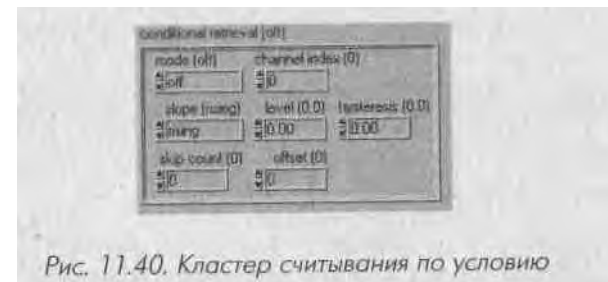 conditional retrieval [off]
mode (off) channel index (0)
off 0
slope (rising) level (0.0) hysteresis (0.0)
rising 0.00 0.00
skip count (0) offset (0)
0 0
Рис. 11.40. Кластер считывания по условию